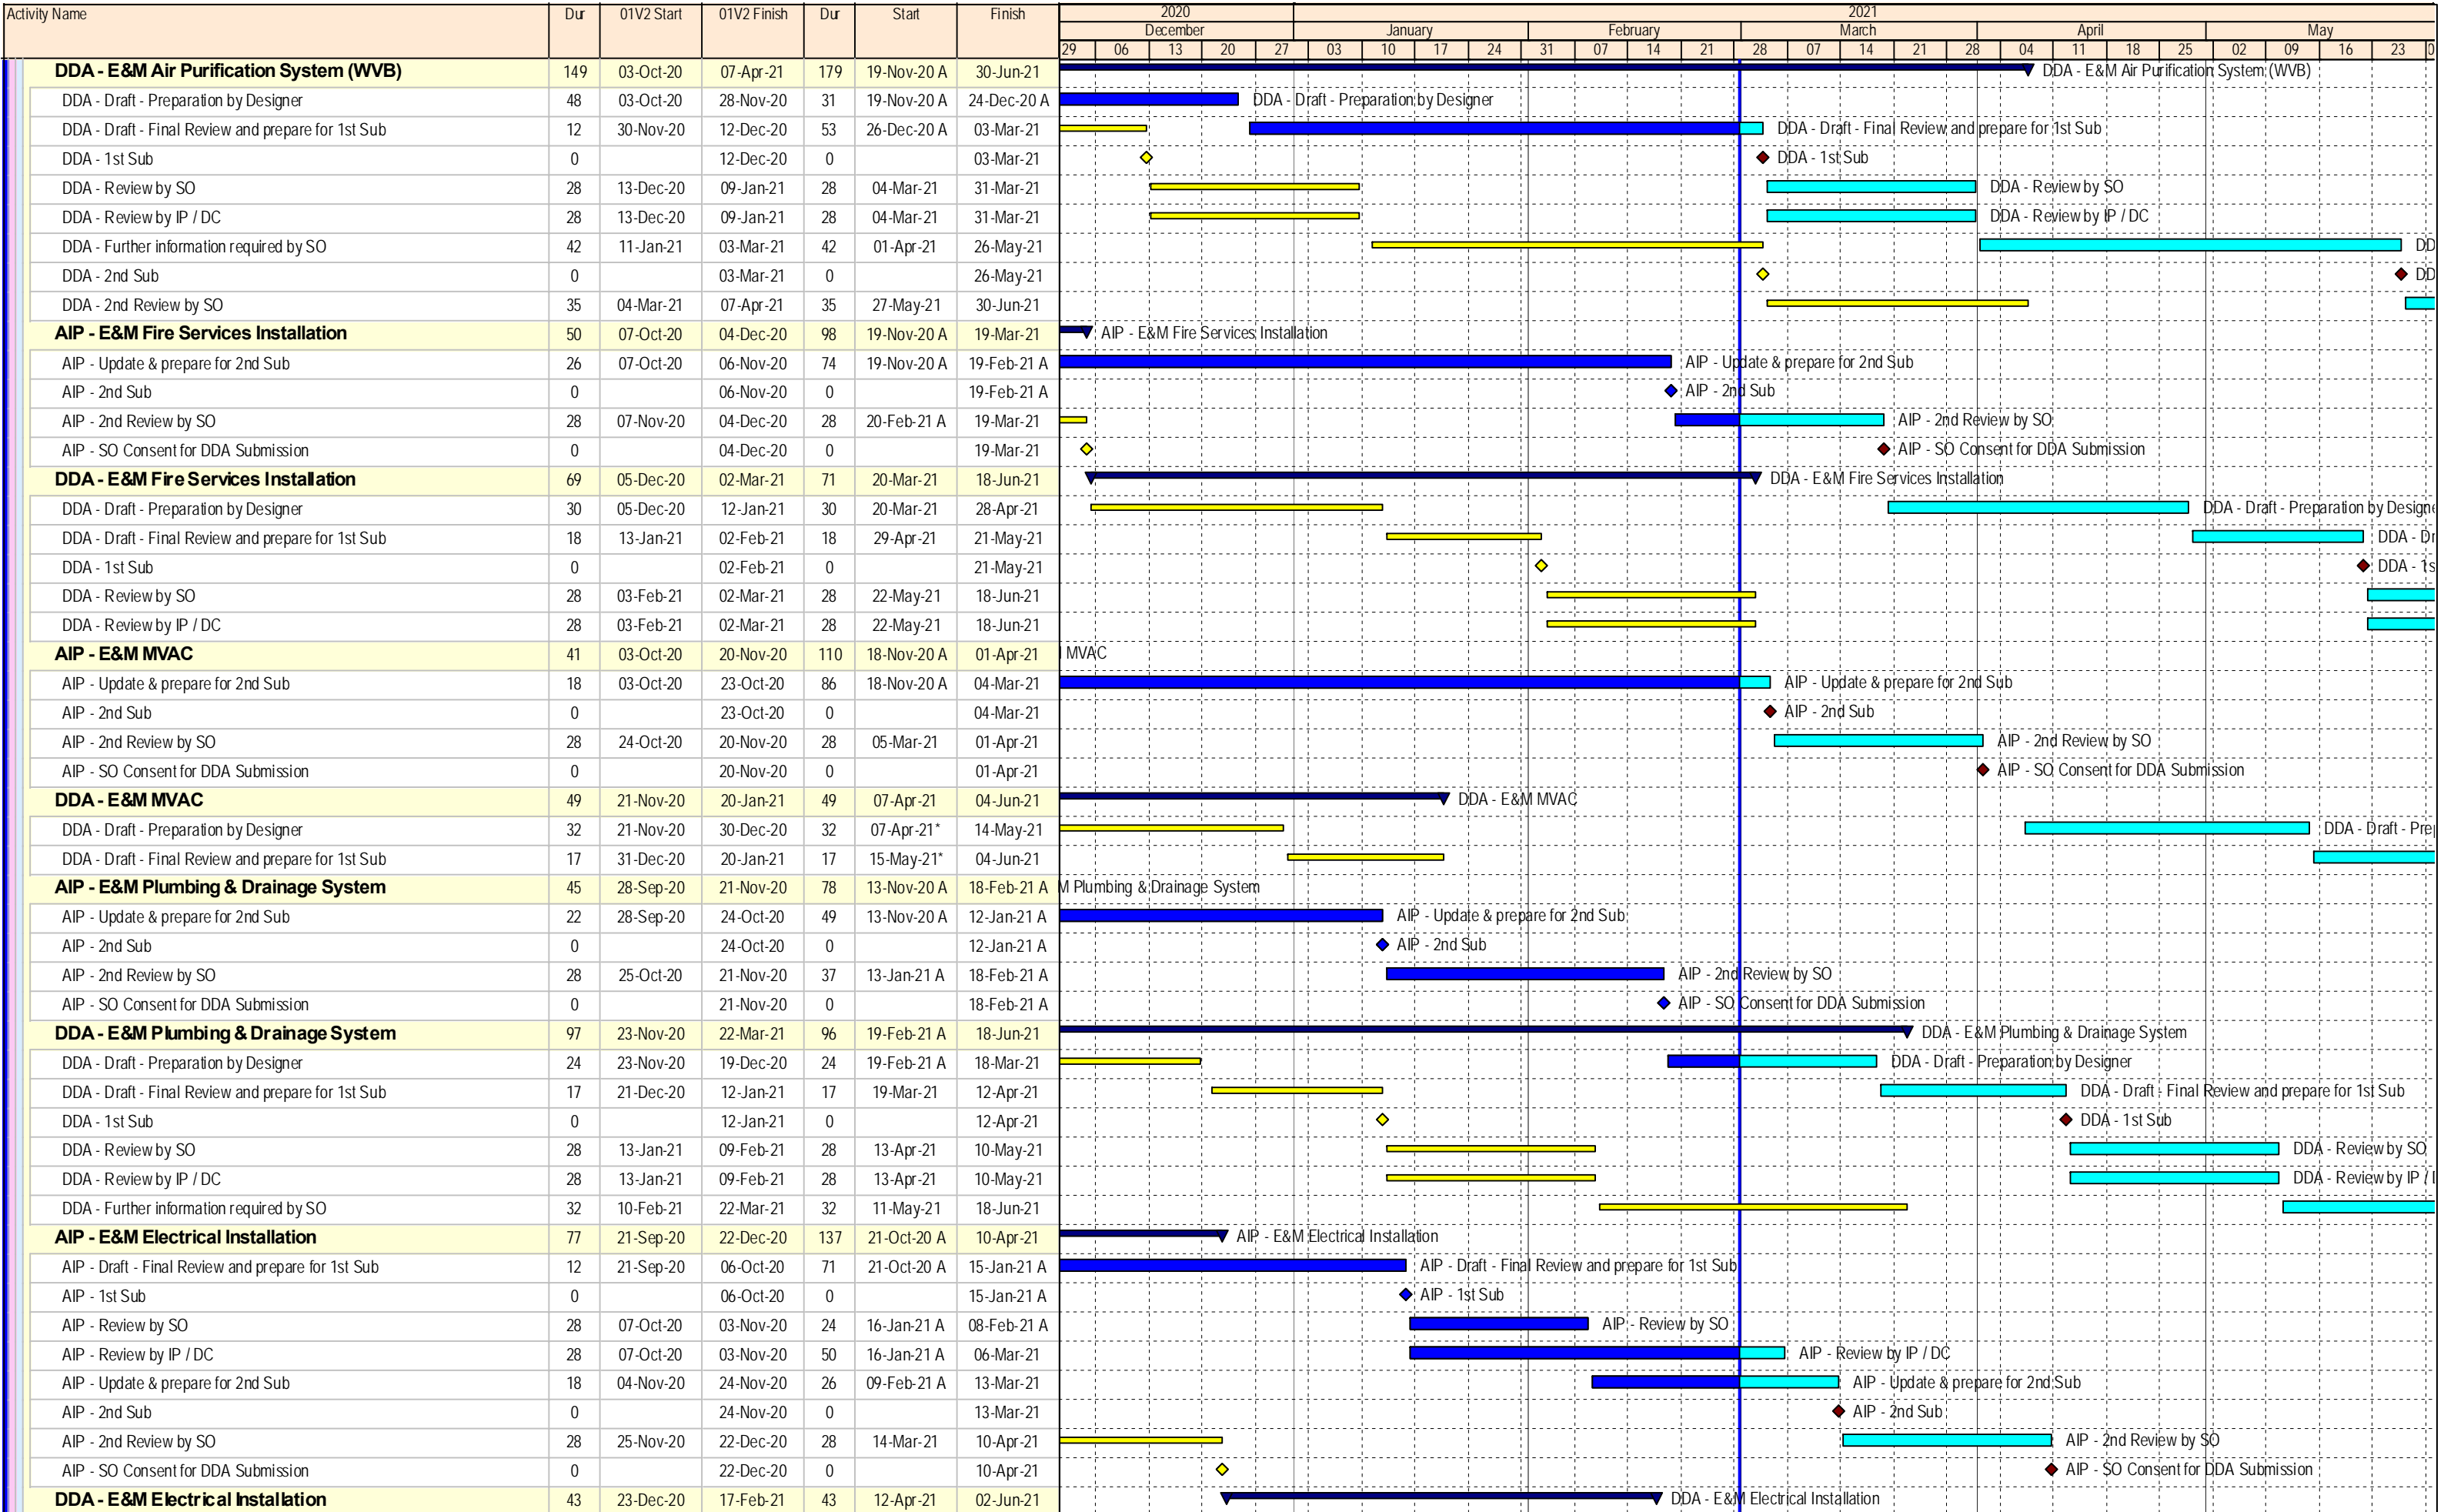 Activity Name Dur 01V2 Start 01V2 Finish Dur Start Finish 2020 2021
December January February March April May
29 06 13 20 27 03 10 17 24 31 07 14 21 28 07 14 21 28 04 11 18 25 02 09 16 23
DDA - E&M Air Purification System (WVB) 149 03-Oct-20 07-Apr-21 179 19-Nov-20 A 30-Jun-21 DDA - E&M Air Purification System (WVB)
DDA - Draft - Preparation by Designer 48 03-Oct-20 28-Nov-20 31 19-Nov-20 A 24-Dec-20 A DDA - Draft - Preparation by Designer
DDA - Draft - Final Review and prepare for 1st Sub 12 30-Nov-20 12-Dec-20 53 26-Dec-20 A 03-Mar-21 DDA - Draft - Final Review and prepare for 1st Sub
DDA - 1st Sub 0 12-Dec-20 0 03-Mar-21 DDA - 1st Sub
DDA - Review by SO 28 13-Dec-20 09-Jan-21 28 04-Mar-21 31-Mar-21 DDA - Review by SO
DDA - Review by IP / DC 28 13-Dec-20 09-Jan-21 28 04-Mar-21 31-Mar-21 DDA - Review by IP / DC
DDA - Further information required by SO 42 11-Jan-21 03-Mar-21 42 01-Apr-21 26-May-21 DD
DDA - 2nd Sub 0 03-Mar-21 0 26-May-21 DD
DDA - 2nd Review by SO 35 04-Mar-21 07-Apr-21 35 27-May-21 30-Jun-21
AIP - E&M Fire Services Installation 50 07-Oct-20 04-Dec-20 98 19-Nov-20 A 19-Mar-21 AIP - E&M Fire Services Installation
AIP - Update & prepare for 2nd Sub 26 07-Oct-20 06-Nov-20 74 19-Nov-20 A 19-Feb-21 A AIP - Update & prepare for 2nd Sub
AIP - 2nd Sub 0 06-Nov-20 0 19-Feb-21 A AIP - 2nd Sub
AIP - 2nd Review by SO 28 07-Nov-20 04-Dec-20 28 20-Feb-21 A 19-Mar-21 AIP - 2nd Review by SO
AIP - SO Consent for DDA Submission 0 04-Dec-20 0 19-Mar-21 AIP - SO Consent for DDA Submission
DDA - E&M Fire Services Installation 69 05-Dec-20 02-Mar-21 71 20-Mar-21 18-Jun-21 DDA - E&M Fire Services Installation
DDA - Draft - Preparation by Designer 30 05-Dec-20 12-Jan-21 30 20-Mar-21 28-Apr-21 DDA - Draft - Preparation by Designe
DDA - Draft - Final Review and prepare for 1st Sub 18 13-Jan-21 02-Feb-21 18 29-Apr-21 21-May-21 DDA - Dr
DDA - 1st Sub 0 02-Feb-21 0 21-May-21 DDA - 1s
DDA - Review by SO 28 03-Feb-21 02-Mar-21 28 22-May-21 18-Jun-21
DDA - Review by IP / DC 28 03-Feb-21 02-Mar-21 28 22-May-21 18-Jun-21
AIP - E&M MVAC 41 03-Oct-20 20-Nov-20 110 18-Nov-20 A 01-Apr-21 MVAC
AIP - Update & prepare for 2nd Sub 18 03-Oct-20 23-Oct-20 86 18-Nov-20 A 04-Mar-21 AIP - Update & prepare for 2nd Sub
AIP - 2nd Sub 0 23-Oct-20 0 04-Mar-21 AIP - 2nd Sub
AIP - 2nd Review by SO 28 24-Oct-20 20-Nov-20 28 05-Mar-21 01-Apr-21 AIP - 2nd Review by SO
AIP - SO Consent for DDA Submission 0 20-Nov-20 0 01-Apr-21 AIP - SO Consent for DDA Submission
DDA - E&M MVAC 49 21-Nov-20 20-Jan-21 49 07-Apr-21 04-Jun-21 DDA - E&M MVAC
DDA - Draft - Preparation by Designer 32 21-Nov-20 30-Dec-20 32 07-Apr-21* 14-May-21 DDA - Draft - Prep
DDA - Draft - Final Review and prepare for 1st Sub 17 31-Dec-20 20-Jan-21 17 15-May-21* 04-Jun-21
AIP - E&M Plumbing & Drainage System 45 28-Sep-20 21-Nov-20 78 13-Nov-20 A 18-Feb-21 A M Plumbing & Drainage System
AIP - Update & prepare for 2nd Sub 22 28-Sep-20 24-Oct-20 49 13-Nov-20 A 12-Jan-21 A AIP - Update & prepare for 2nd Sub
AIP - 2nd Sub 0 24-Oct-20 0 12-Jan-21 A AIP - 2nd Sub
AIP - 2nd Review by SO 28 25-Oct-20 21-Nov-20 37 13-Jan-21 A 18-Feb-21 A AIP - 2nd Review by SO
AIP - SO Consent for DDA Submission 0 21-Nov-20 0 18-Feb-21 A AIP - SO Consent for DDA Submission
DDA - E&M Plumbing & Drainage System 97 23-Nov-20 22-Mar-21 96 19-Feb-21 A 18-Jun-21 DDA - E&M Plumbing & Drainage System
DDA - Draft - Preparation by Designer 24 23-Nov-20 19-Dec-20 24 19-Feb-21 A 18-Mar-21 DDA - Draft - Preparation by Designer
DDA - Draft - Final Review and prepare for 1st Sub 17 21-Dec-20 12-Jan-21 17 19-Mar-21 12-Apr-21 DDA - Draft - Final Review and prepare for 1st Sub
DDA - 1st Sub 0 12-Jan-21 0 12-Apr-21 DDA - 1st Sub
DDA - Review by SO 28 13-Jan-21 09-Feb-21 28 13-Apr-21 10-May-21 DDA - Review by SO
DDA - Review by IP / DC 28 13-Jan-21 09-Feb-21 28 13-Apr-21 10-May-21 DDA - Review by IP /
DDA - Further information required by SO 32 10-Feb-21 22-Mar-21 32 11-May-21 18-Jun-21
AIP - E&M Electrical Installation 77 21-Sep-20 22-Dec-20 137 21-Oct-20 A 10-Apr-21 AIP - E&M Electrical Installation
AIP - Draft - Final Review and prepare for 1st Sub 12 21-Sep-20 06-Oct-20 71 21-Oct-20 A 15-Jan-21 A AIP - Draft - Final Review and prepare for 1st Sub
AIP - 1st Sub 0 06-Oct-20 0 15-Jan-21 A AIP - 1st Sub
AIP - Review by SO 28 07-Oct-20 03-Nov-20 24 16-Jan-21 A 08-Feb-21 A AIP - Review by SO
AIP - Review by IP / DC 28 07-Oct-20 03-Nov-20 50 16-Jan-21 A 06-Mar-21 AIP - Review by IP / DC
AIP - Update & prepare for 2nd Sub 18 04-Nov-20 24-Nov-20 26 09-Feb-21 A 13-Mar-21 AIP - Update & prepare for 2nd Sub
AIP - 2nd Sub 0 24-Nov-20 0 13-Mar-21 AIP - 2nd Sub
AIP - 2nd Review by SO 28 25-Nov-20 22-Dec-20 28 14-Mar-21 10-Apr-21 AIP - 2nd Review by SO
AIP - SO Consent for DDA Submission 0 22-Dec-20 0 10-Apr-21 AIP - SO Consent for DDA Submission
DDA - E&M Electrical Installation 43 23-Dec-20 17-Feb-21 43 12-Apr-21 02-Jun-21 DDA - E&M Electrical Installation